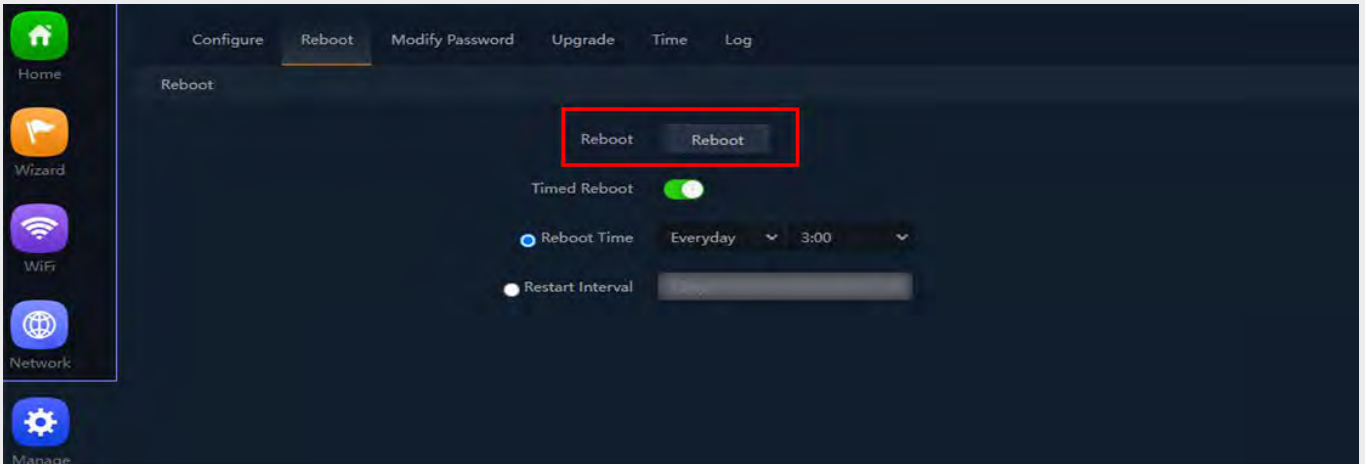 Home
Wizard
WiFi
Network
Manage
Configure Reboot Modify Password Upgrade Time Log
Reboot
Reboot Reboot
Timed Reboot
Reboot Time Everyday 3:00
Restart Interval